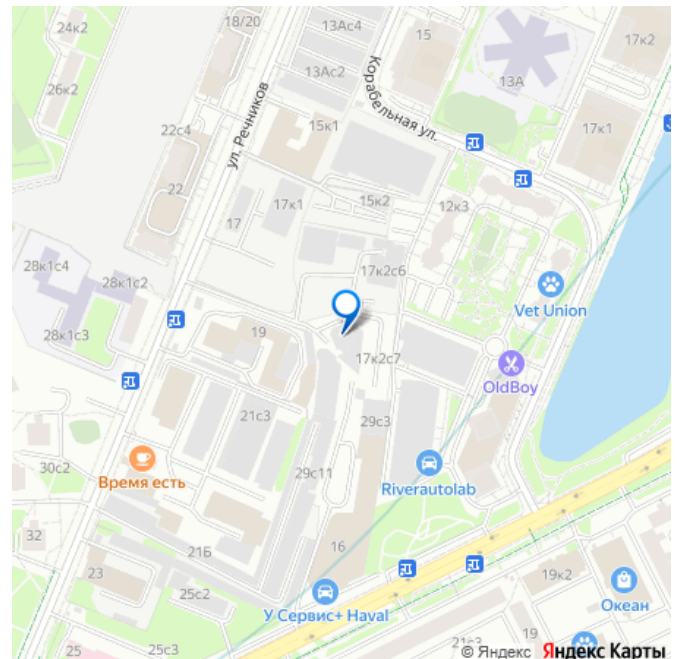 18/20
13Ас4
15
17к2
24к2
13Ас2
13А
26к2
Корабельная ул.
ул. Речников
22с4
15к1
17к1
22
15к2
12к3
17к1
17
28к1с4
28к1с2
17к2с6
Vet Union
28к1с3
19
17к2с7
OldBoy
21с3
29с3
30с2
Время есть
29с11
Riverautolab
32
21Б
16
23
25с2
19к2
У Сервис+ Haval
Океан
25
25с3
21с3
19
© Яндекс Яндекс Карты